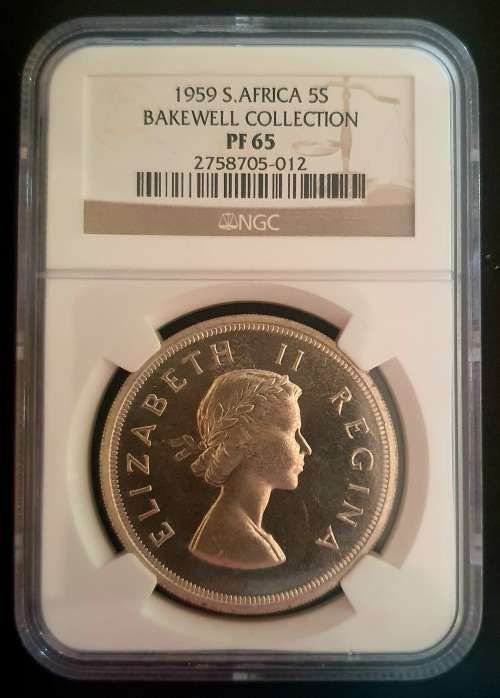 1959 S.AFRICA 5S
BAKEWELL COLLECTION
PF 65
2758705-012
NGC
ELIZABETH II REGINA